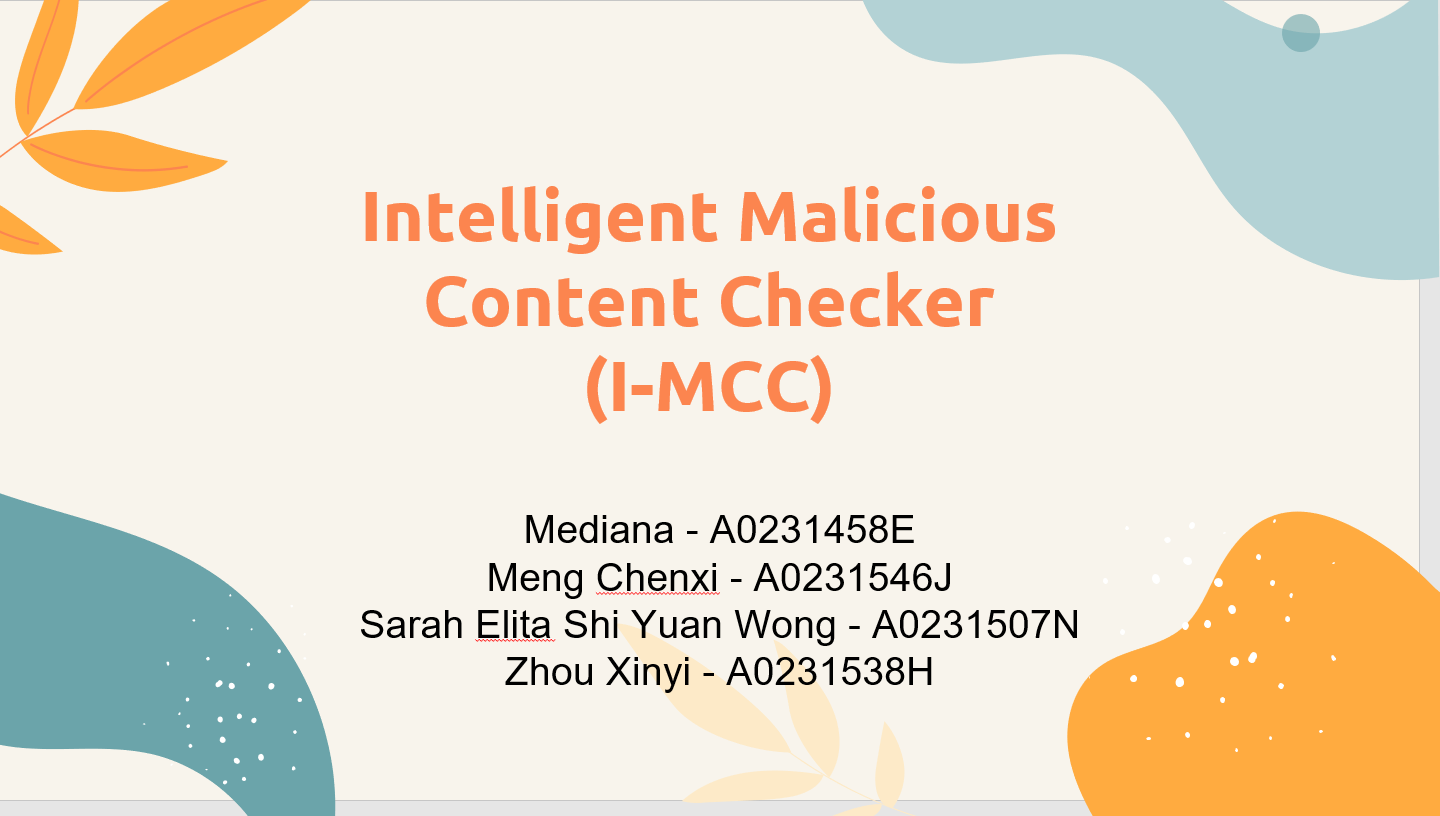 Intelligent Malicious
Content Checker
(I-MCC)
Mediana - A0231458E
Meng Chenxi - A0231546J
Sarah Elita Shi Yuan Wong - A0231507N
Zhou Xinyi - A0231538H